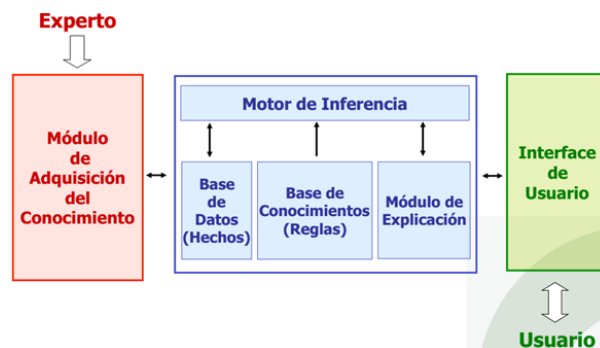 Experto
Módulo
de
Adquisición
del
Conocimiento
Motor de Inferencia
Base
de
Datos
(Hechos)
Base de
Conocimientos
(Reglas)
Módulo de
Explicación
Interface
de
Usuario
Usuario